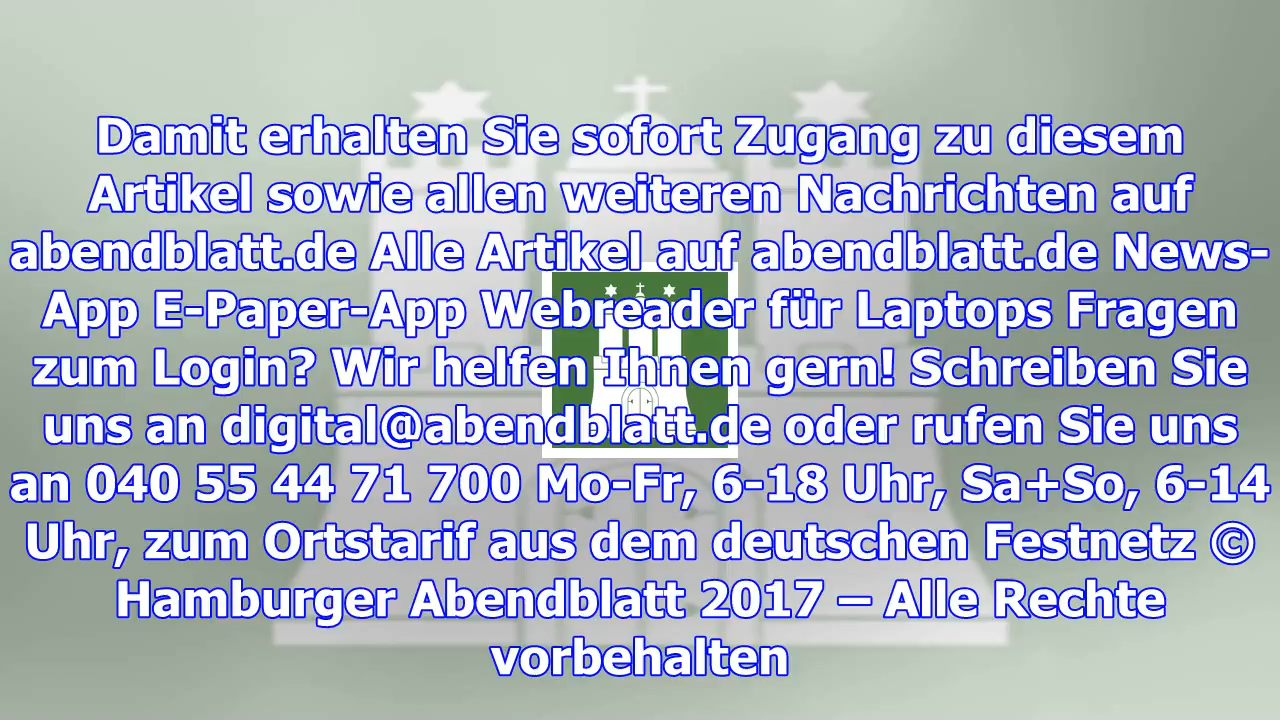 Damit erhalten Sie sofort Zugang zu diesem
Artikel sowie allen weiteren Nachrichten auf
abendblatt.de Alle Artikel auf abendblatt.de News-
App E-Paper-App Webreader für Laptops Fragen
zum Login? Wir helfen Ihnen gern! Schreiben Sie
uns an digital@abendblatt.de oder rufen Sie uns
an 040 55 44 71 700 Mo-Fr, 6-18 Uhr, Sa+So, 6-14
Uhr, zum Ortstarif aus dem deutschen Festnetz ©
Hamburger Abendblatt 2017 – Alle Rechte
vorbehalten